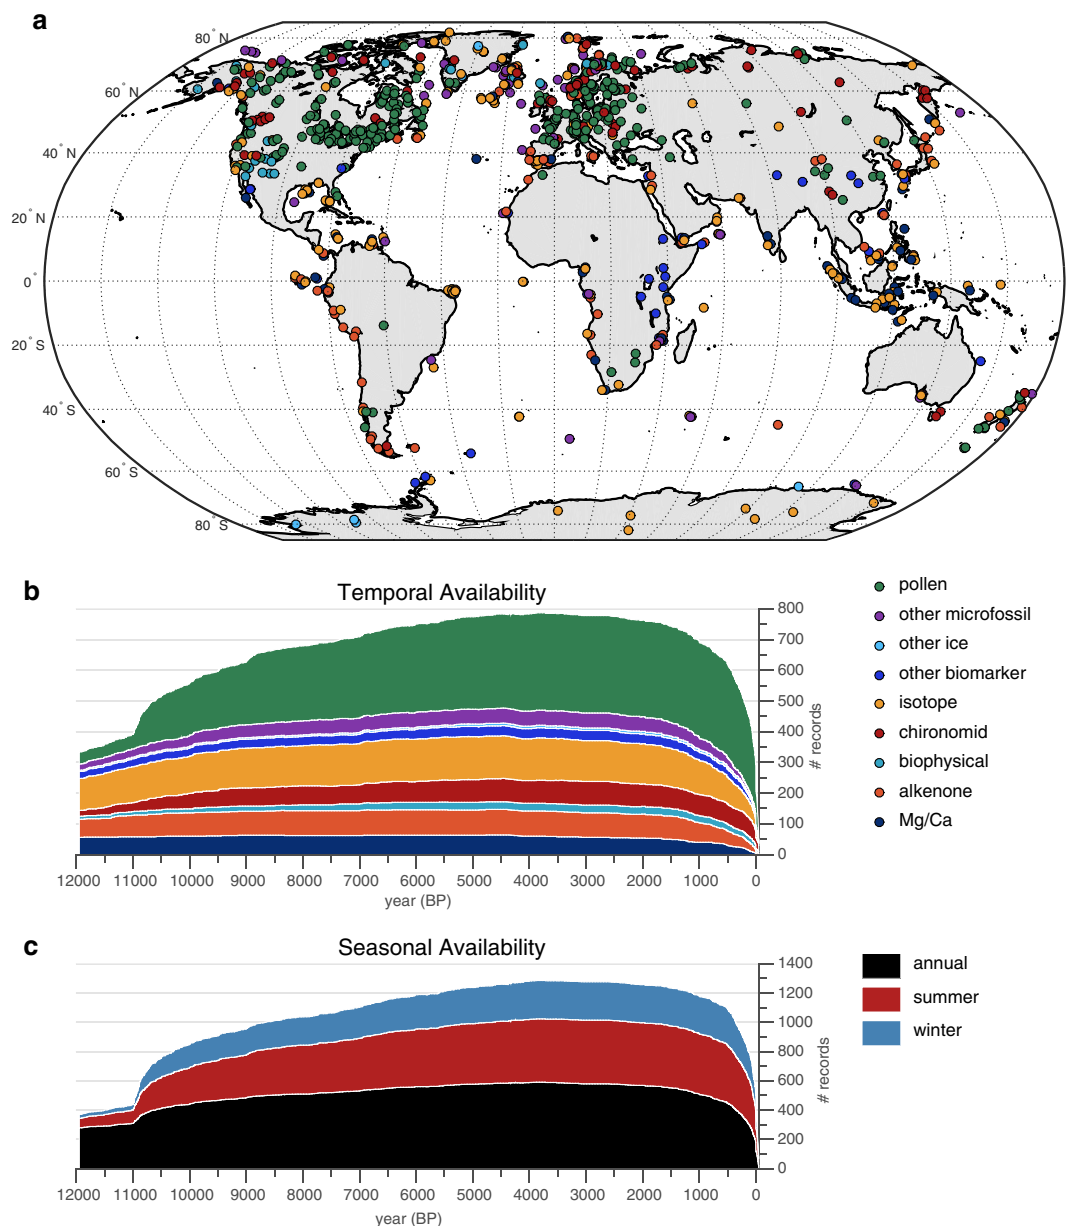 a
80° N
60° N
40° N
20° N
0°
20° S
40° S
60° S
80° S
b
Temporal Availability
800
700
600
500
400
300
200
100
0
# records
12000 11000 10000 9000 8000 7000 6000 5000 4000 3000 2000 1000 0
year (BP)
pollen
other microfossil
other ice
other biomarker
isotope
chironomid
biophysical
alkenone
Mg/Ca
c
Seasonal Availability
1400
1200
1000
800
600
400
200
0
# records
12000 11000 10000 9000 8000 7000 6000 5000 4000 3000 2000 1000 0
year (BP)
annual
summer
winter